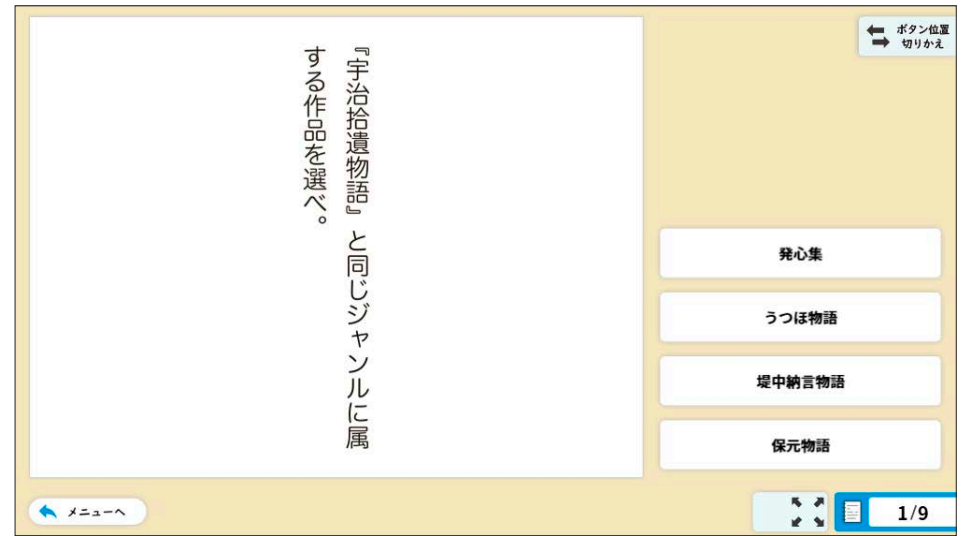 『宇治拾遺物語』と同じジャンルに属
する作品を選べ。
ボタン位置
切りかえ
発心集
うつほ物語
堤中納言物語
保元物語
メニューへ
1/9